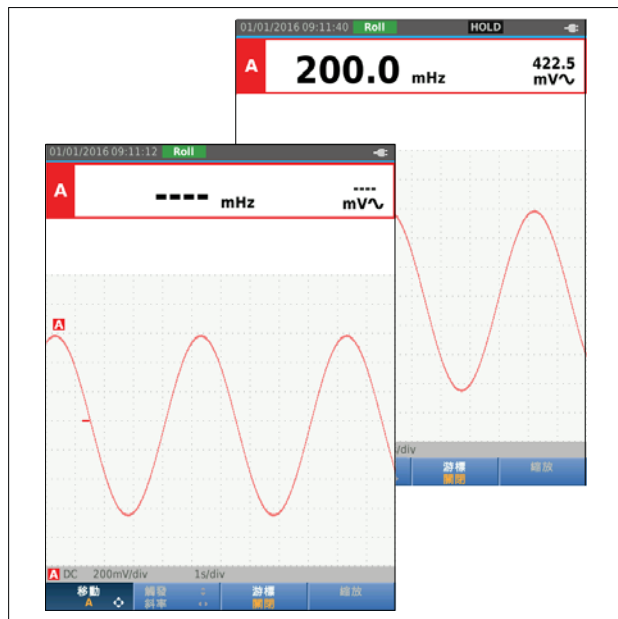 01/01/2016 09:11:40 Roll HOLD
A 200.0 mHz 422.5 mV∿
01/01/2016 09:11:12 Roll
A ---- mHz ---- mV∿
A
s/div
游標
關閉
縮放
A DC 200mV/div 1s/div
移動 觸發 游標 縮放
A 斜率 關閉